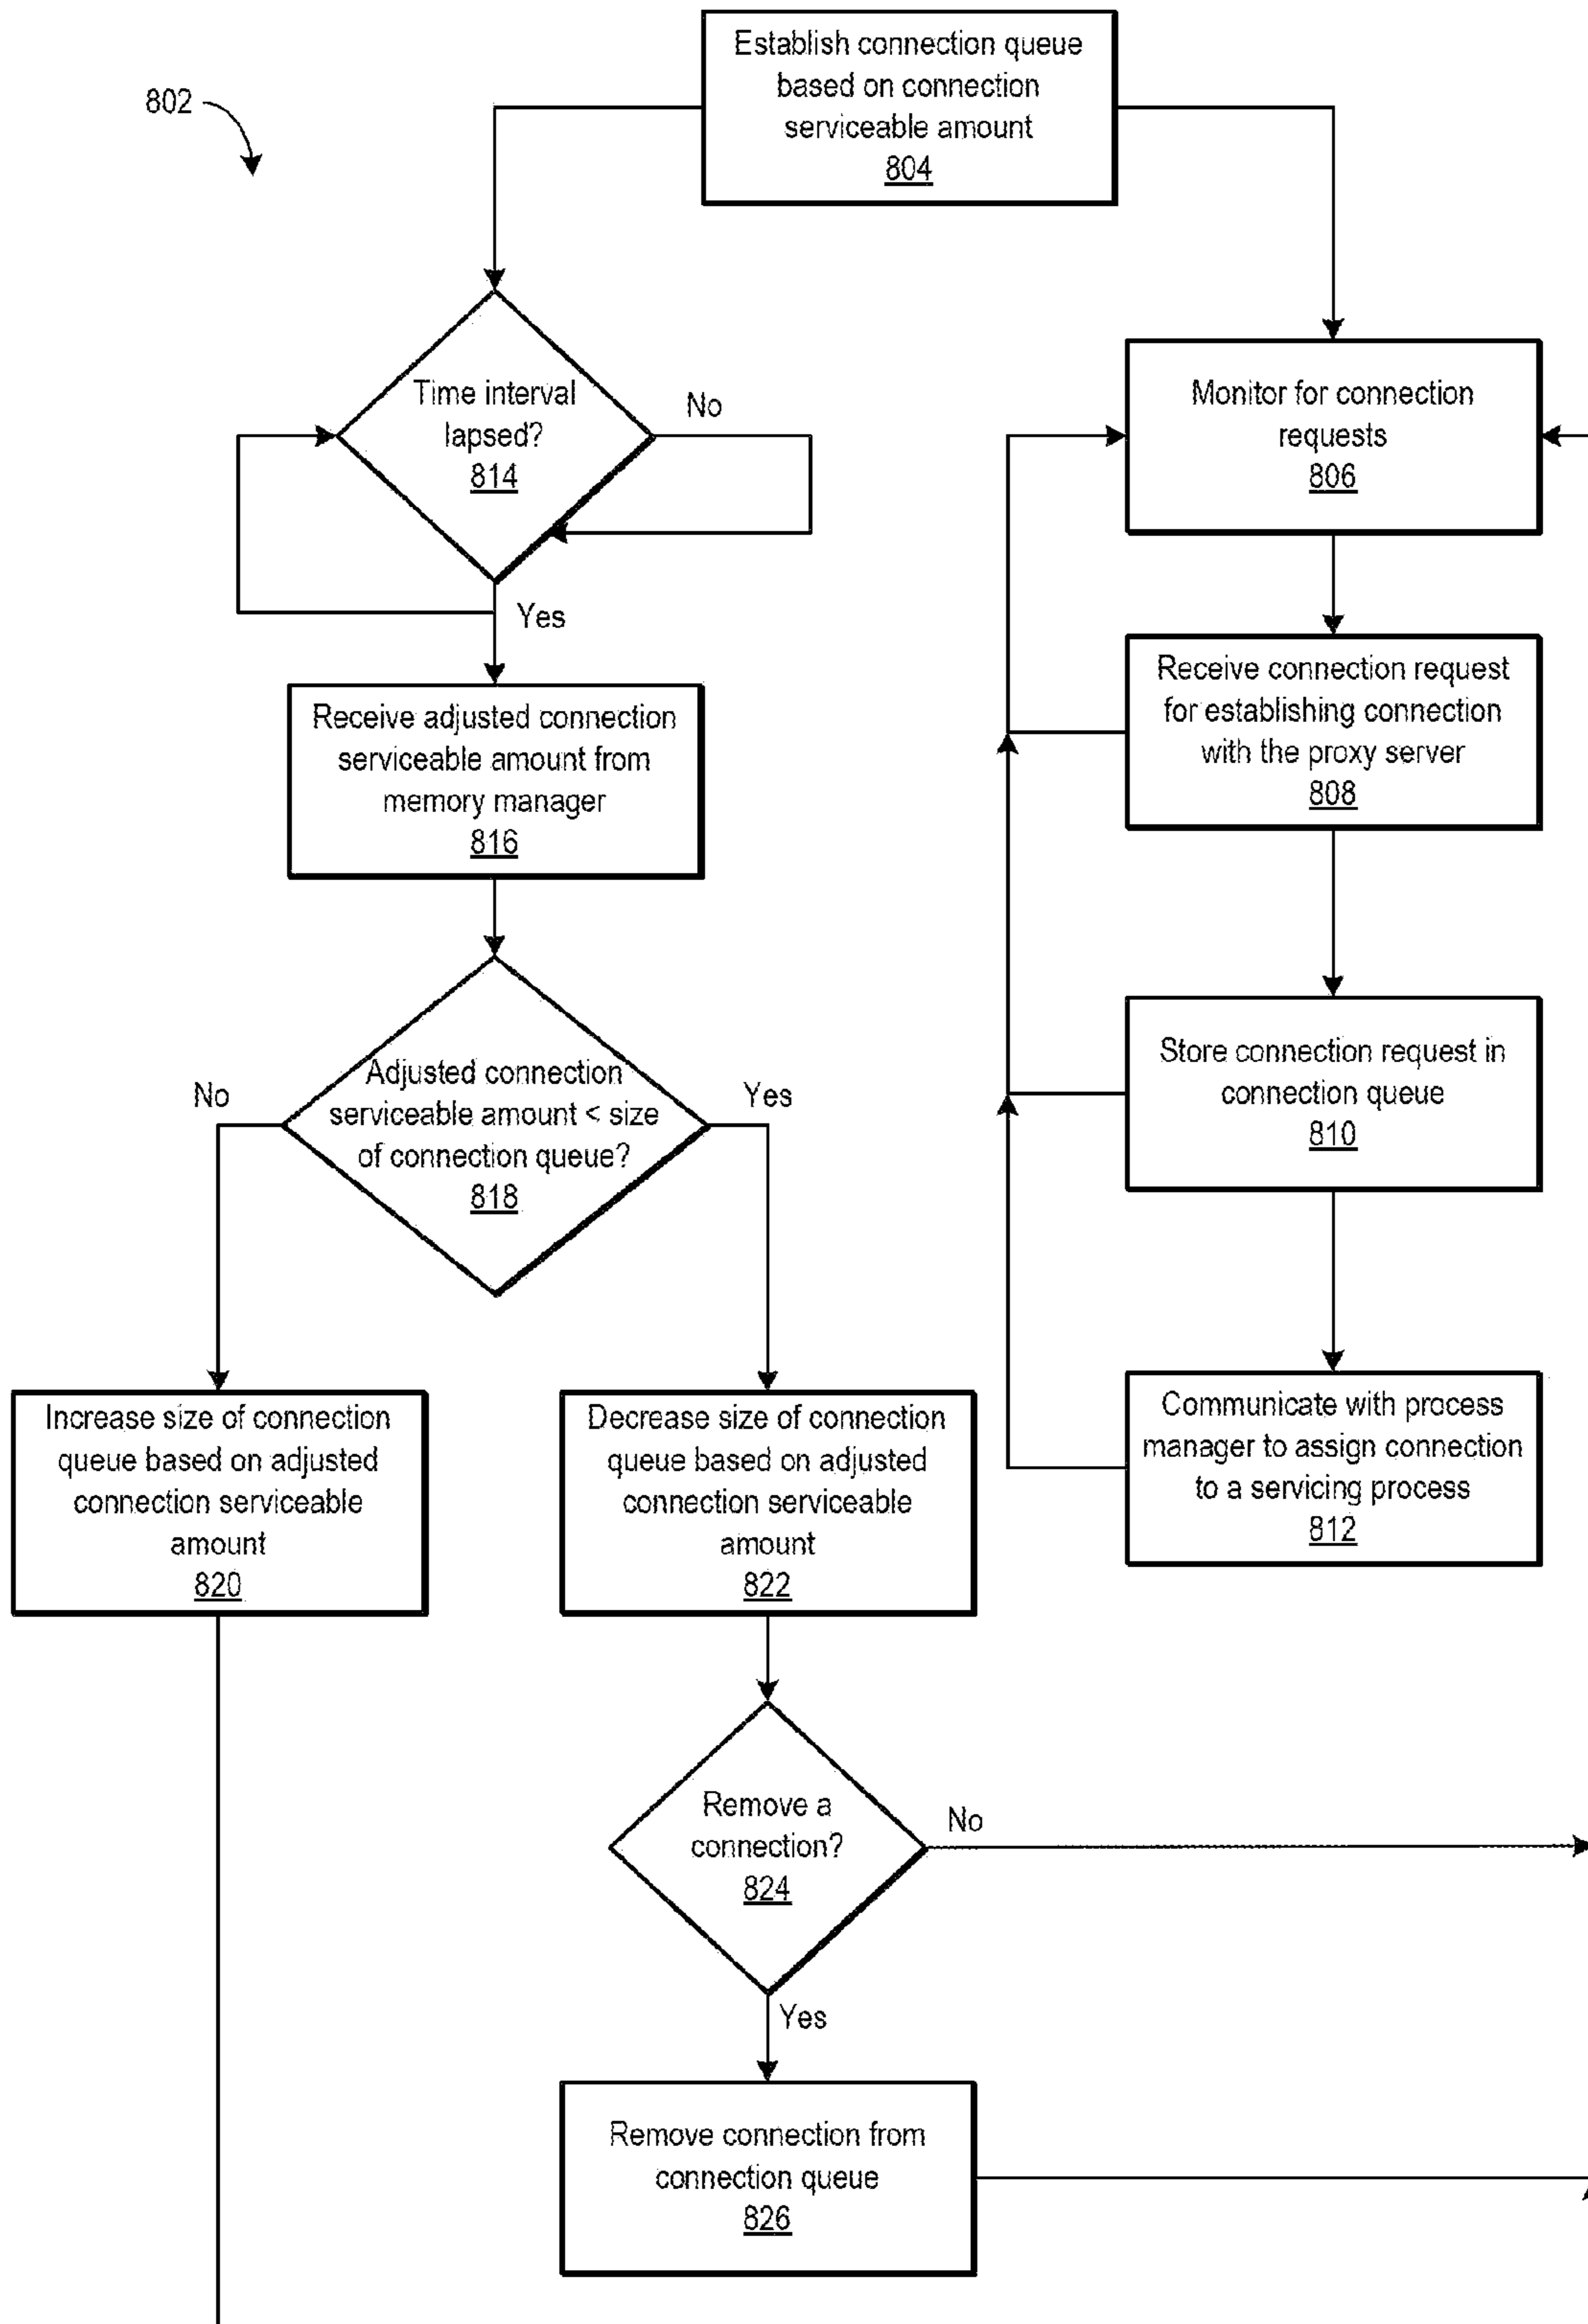 802
Establish connection queue
based on connection
serviceable amount
804
Time interval
lapsed?
814
No
Yes
Monitor for connection
requests
806
Receive connection request
for establishing connection
with the proxy server
808
Receive adjusted connection
serviceable amount from
memory manager
816
Store connection request in
connection queue
810
No
Adjusted connection
serviceable amount < size
of connection queue?
818
Yes
Communicate with process
manager to assign connection
to a servicing process
812
Increase size of connection
queue based on adjusted
connection serviceable
amount
820
Decrease size of connection
queue based on adjusted
connection serviceable
amount
822
Remove a
connection?
824
No
Yes
Remove connection from
connection queue
826